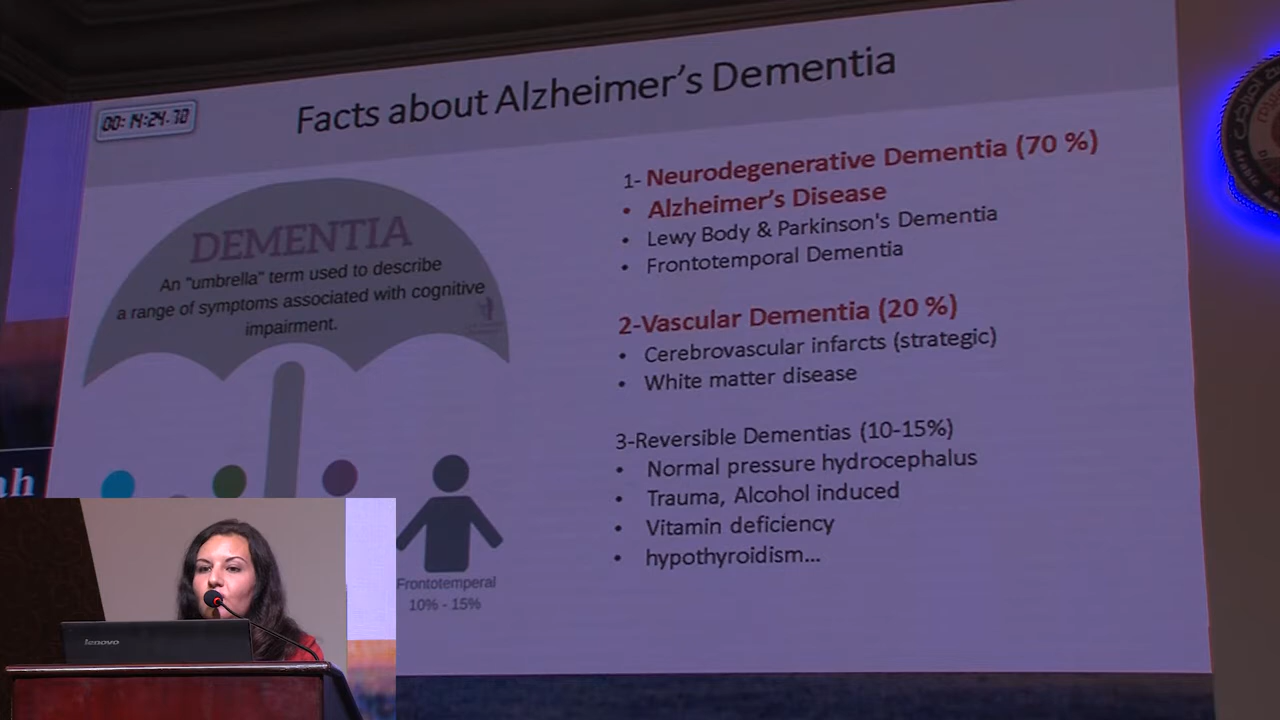 Facts about Alzheimer's Dementia
00:14:24.70
DEMENTIA
An "umbrella" term used to describe
a range of symptoms associated with cognitive
impairment.
Frontotemperal
10% - 15%
1- Neurodegenerative Dementia (70 %)
• Alzheimer's Disease
• Lewy Body & Parkinson's Dementia
• Frontotemporal Dementia
2-Vascular Dementia (20 %)
• Cerebrovascular infarcts (strategic)
• White matter disease
3-Reversible Dementias (10-15%)
• Normal pressure hydrocephalus
• Trauma, Alcohol induced
• Vitamin deficiency
• hypothyroidism...
ah
lenovo